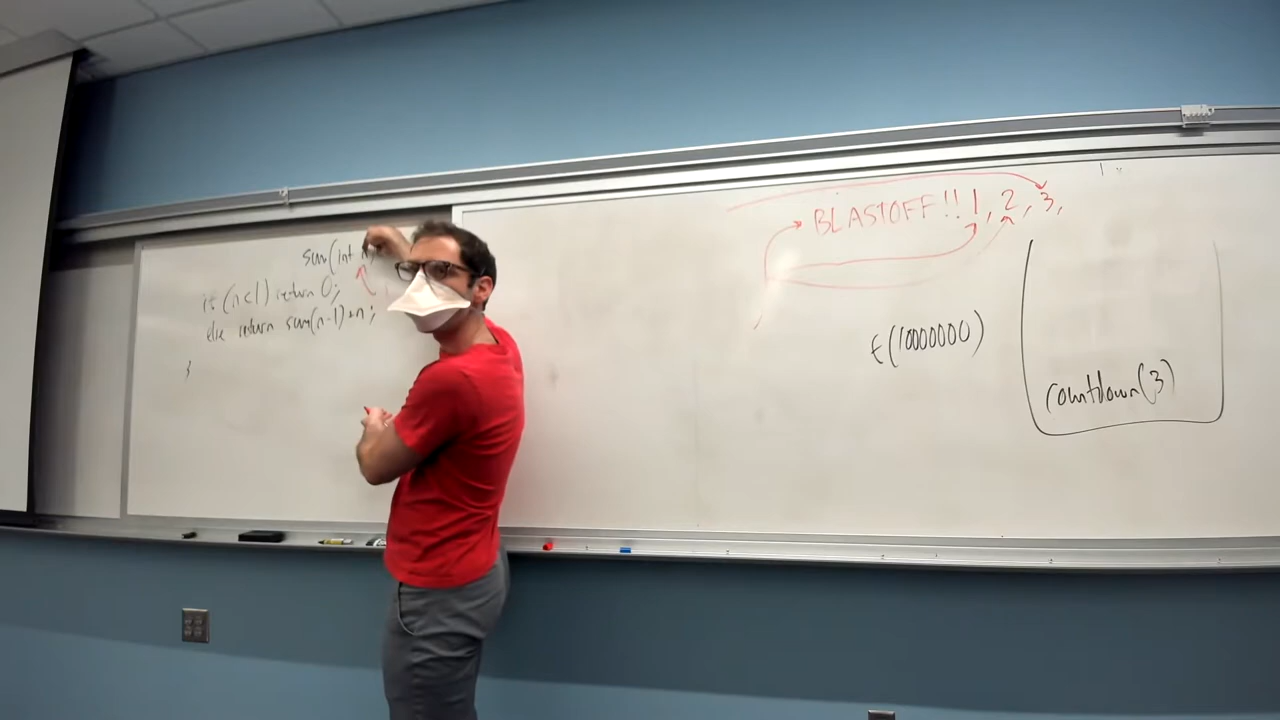 sum(int n)
if (n<1) return 0;
else return sum(n-1)+n;
}
BLASTOFF!! 1, 2, 3,
f(10000000)
countdown(3)